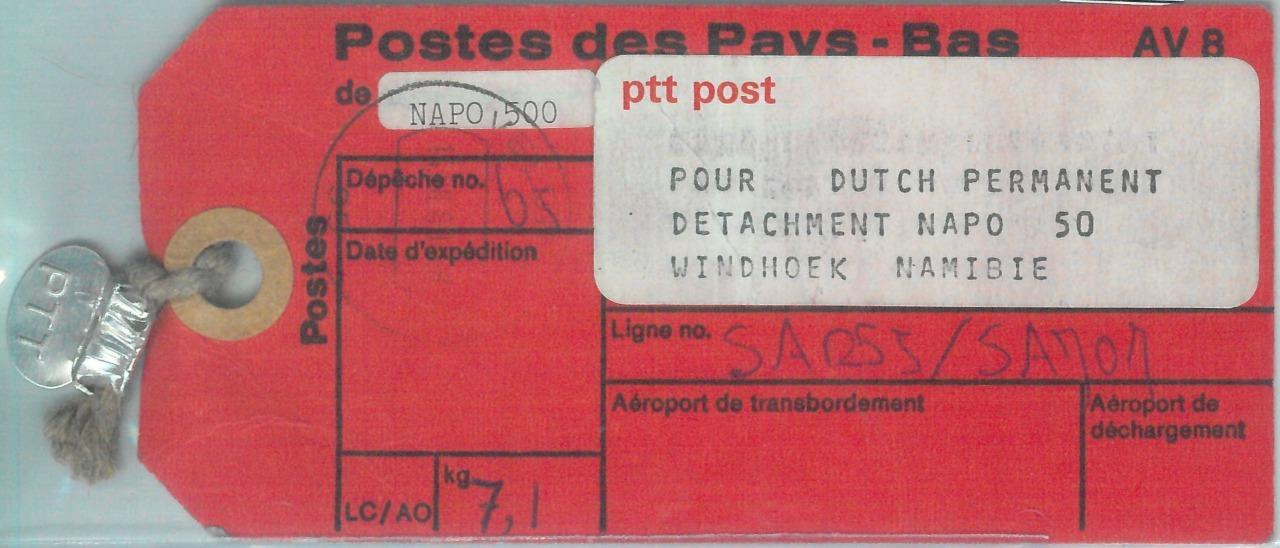 Postes des Pays-Bas AV 8
de NAPO 500
ptt post
POUR DUTCH PERMANENT
DETACHMENT NAPO 50
WINDHOEK NAMIBIE
Dépêche no. 65
Date d'expédition
Postes
Ligne no.
Aéroport de transbordement
Aéroport de
déchargement
LC/AO
kg 7,1
PTT